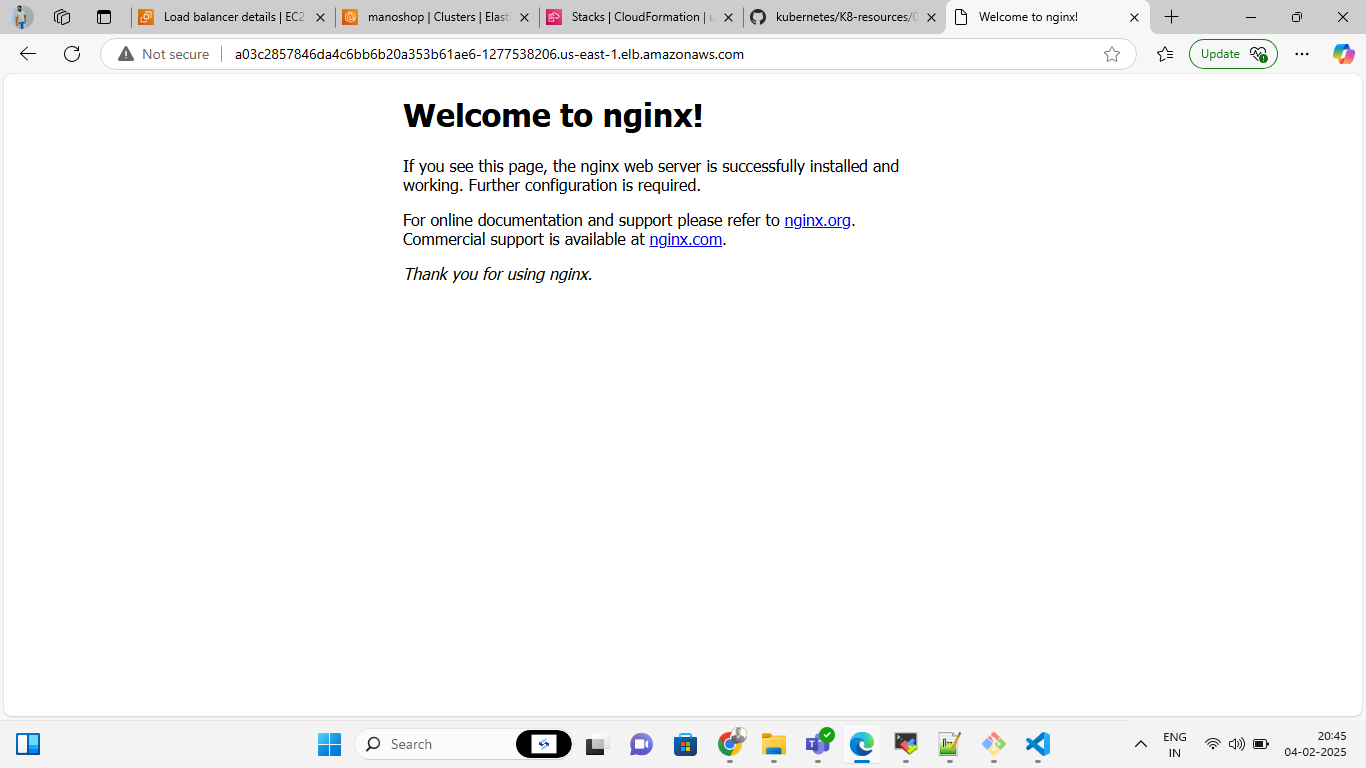 Load balancer details | EC2
manoshop | Clusters | Elasti
Stacks | CloudFormation | u
kubernetes/K8-resources/0
Welcome to nginx!
Not secure
a03c2857846da4c6bb6b20a353b61ae6-1277538206.us-east-1.elb.amazonaws.com
Update
Welcome to nginx!
If you see this page, the nginx web server is successfully installed and
working. Further configuration is required.
For online documentation and support please refer to nginx.org.
Commercial support is available at nginx.com.
Thank you for using nginx.
Search
ENG
IN
20:45
04-02-2025